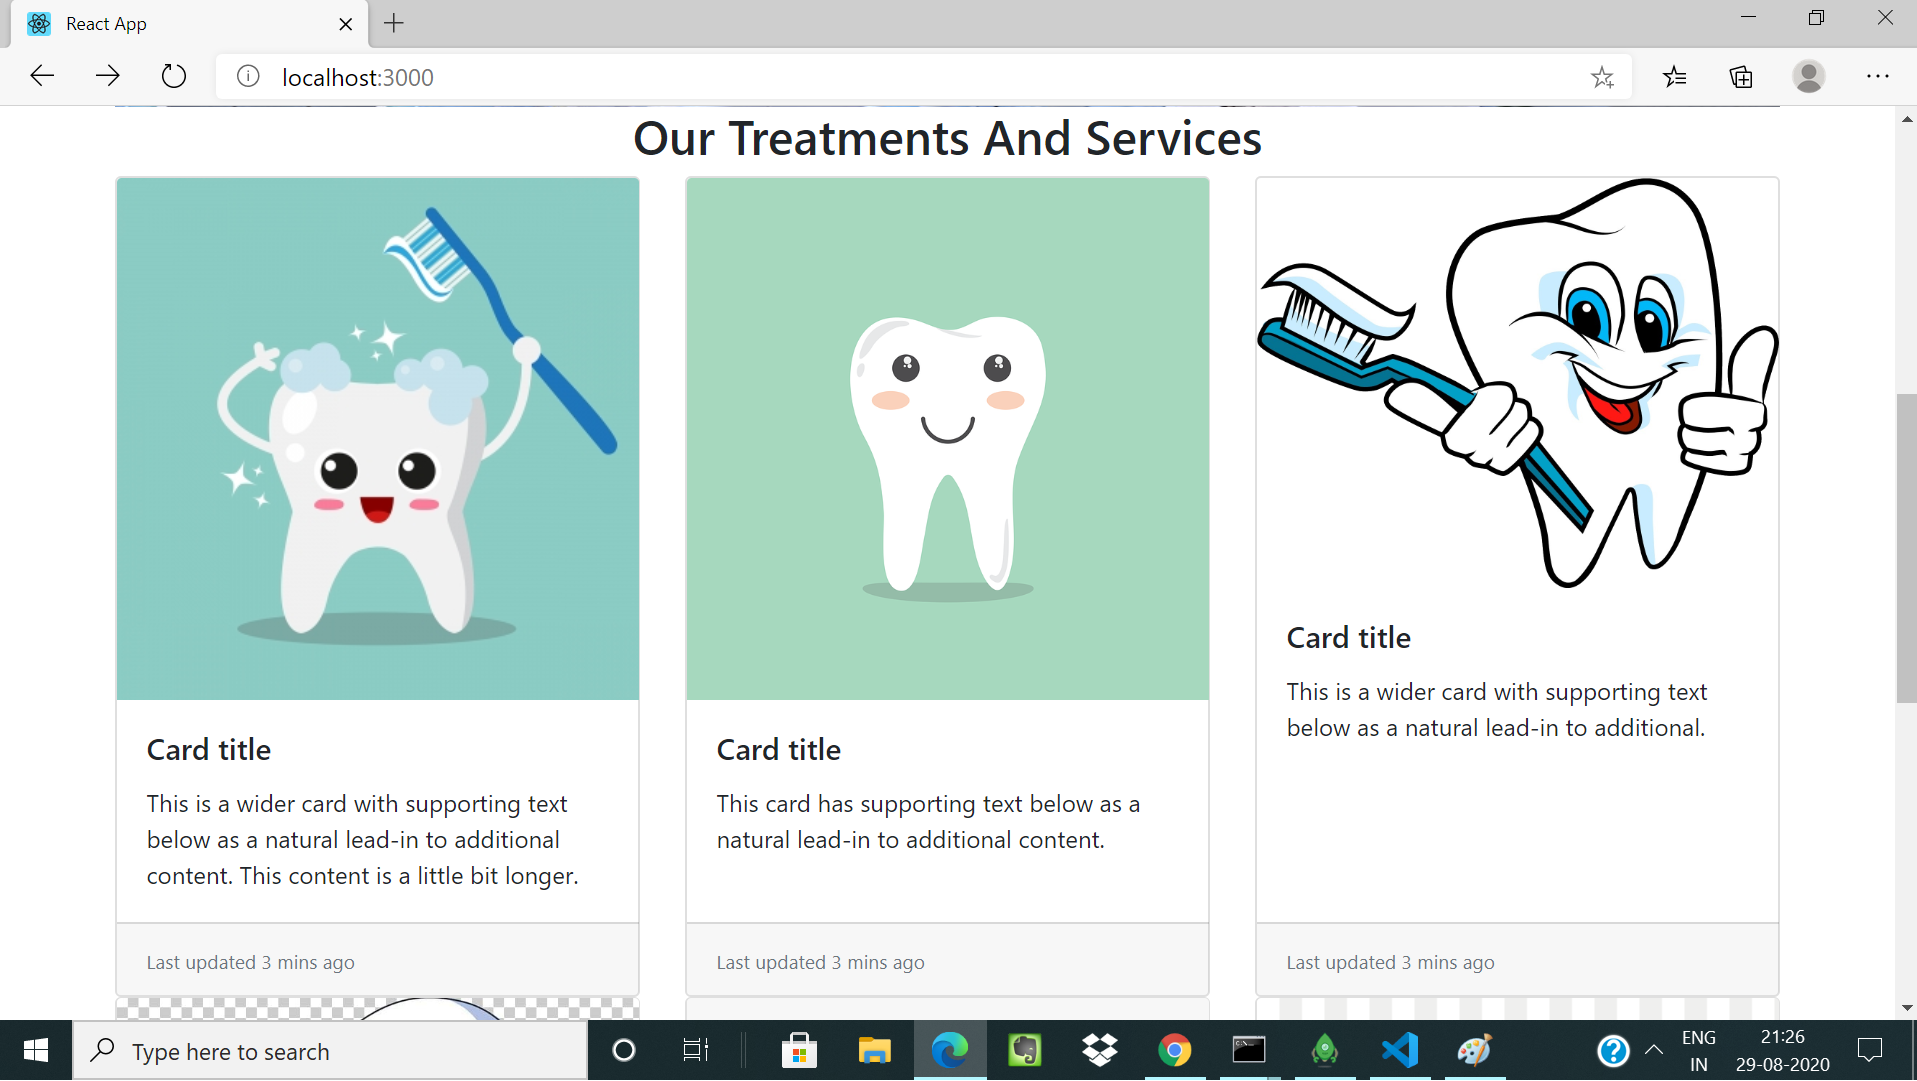 React App
localhost:3000
Our Treatments And Services
Card title
This is a wider card with supporting text
below as a natural lead-in to additional
content. This content is a little bit longer.
Last updated 3 mins ago
Card title
This card has supporting text below as a
natural lead-in to additional content.
Last updated 3 mins ago
Card title
This is a wider card with supporting text
below as a natural lead-in to additional.
Last updated 3 mins ago
Type here to search
ENG
IN
21:26
29-08-2020